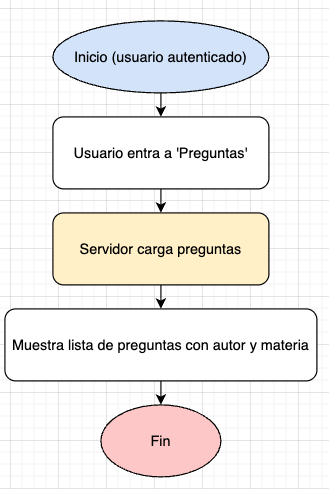 Inicio (usuario autenticado)
Usuario entra a 'Preguntas'
Servidor carga preguntas
Muestra lista de preguntas con autor y materia
Fin